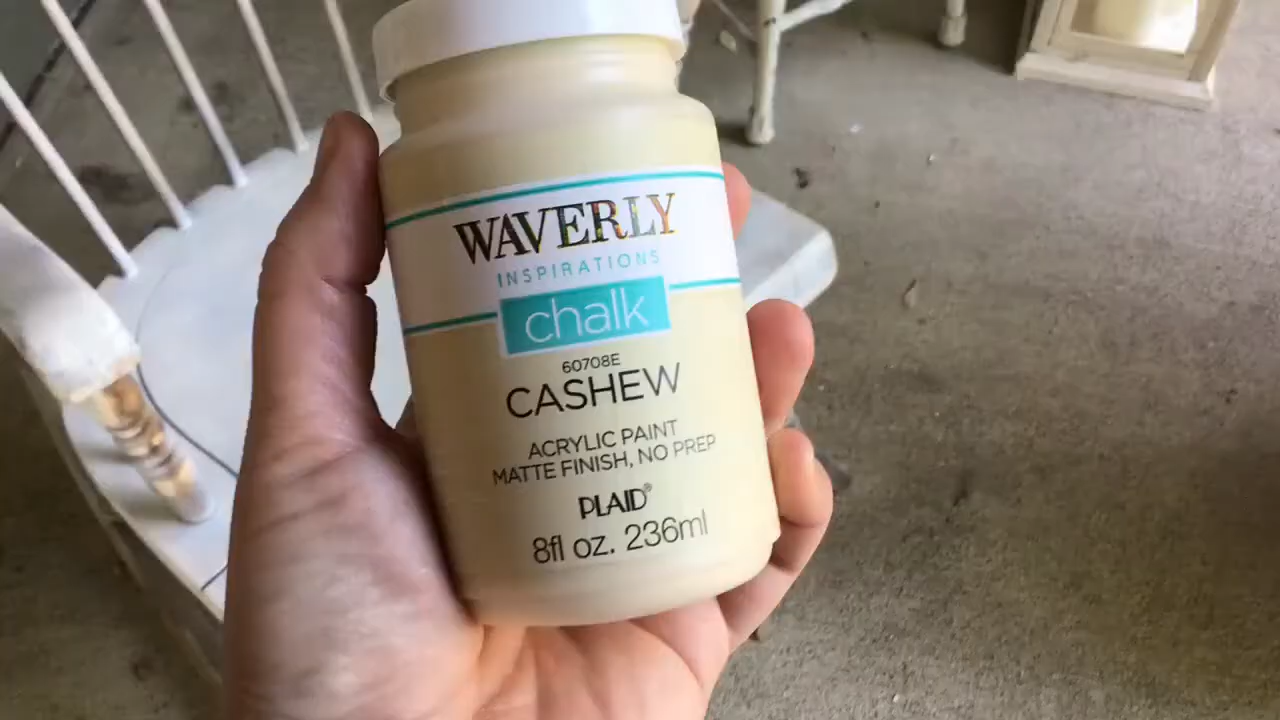 WAVERLY
INSPIRATIONS
chalk
60708E
CASHEW
ACRYLIC PAINT
MATTE FINISH, NO PREP
PLAID®
8fl oz. 236ml